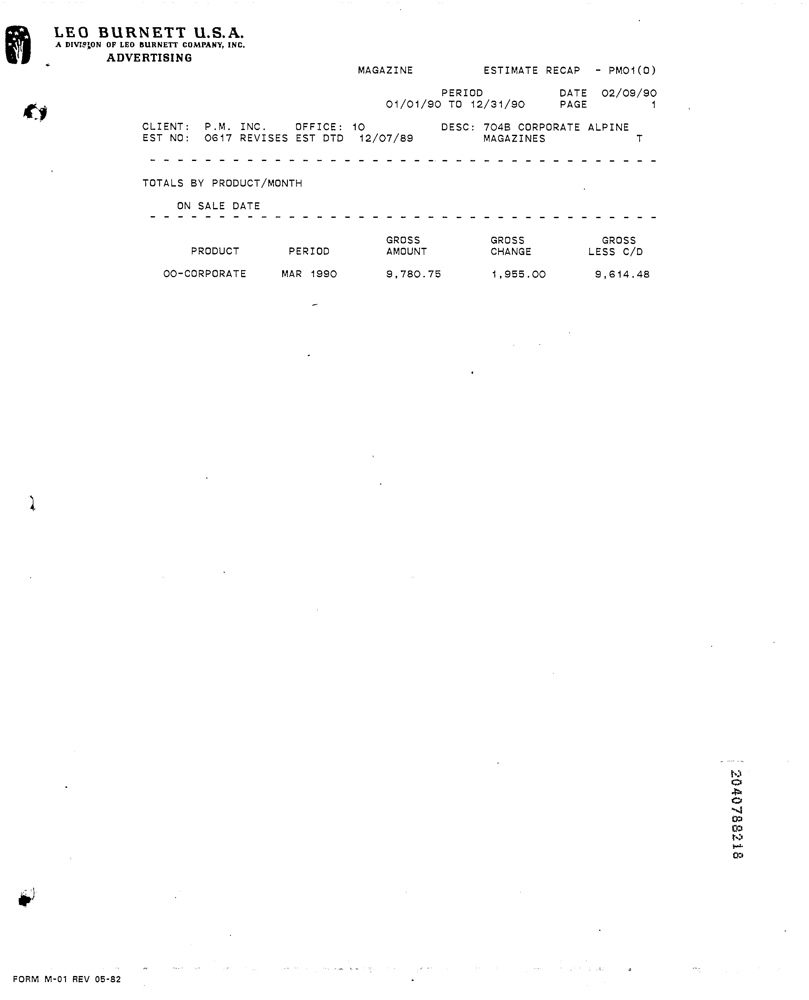 LEO BURNETT U.S.A.
A DIVISION OF LEO BURNETT COMPANY, INC.
ADVERTISING
MAGAZINE ESTIMATE RECAP - PM01(0)
PERIOD DATE 02/09/90
01/01/90 TO 12/31/90 PAGE 1
CLIENT: P.M. INC. OFFICE: 10 DESC: 704B CORPORATE ALPINE
EST NO: 0617 REVISES EST DTD 12/07/89 MAGAZINES T
TOTALS BY PRODUCT/MONTH
ON SALE DATE
GROSS GROSS GROSS
PRODUCT PERIOD AMOUNT CHANGE LESS C/D
00-CORPORATE MAR 1990 9,780.75 1,955.00 9,614.48
2040788218
FORM M-01 REV 05-82